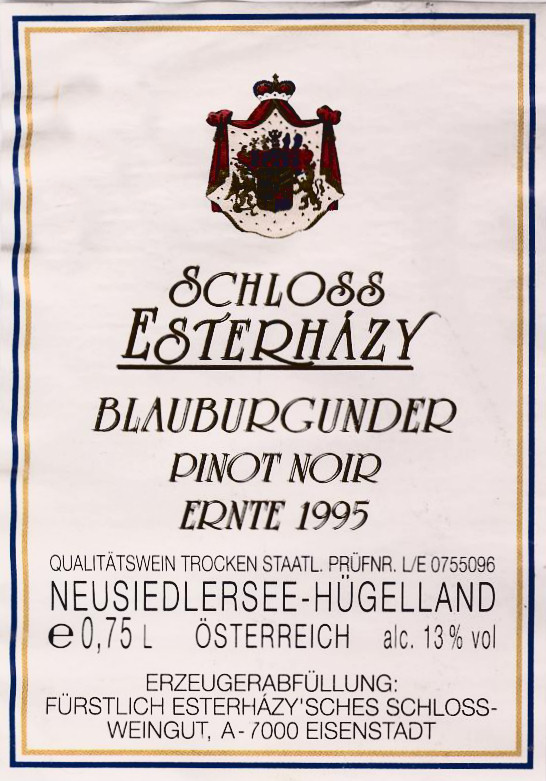 SCHLOSS
ESTERHÁZY
BLAUBURGUNDER
PINOT NOIR
ERNTE 1995
QUALITÄTSWEIN TROCKEN STAATL. PRÜFNR. L/E 0755096
NEUSIEDLERSEE-HÜGELLAND
e 0,75 L ÖSTERREICH alc. 13% vol
ERZEUGERABFÜLLUNG:
FÜRSTLICH ESTERHÁZY'SCHES SCHLOSS-
WEINGUT, A-7000 EISENSTADT